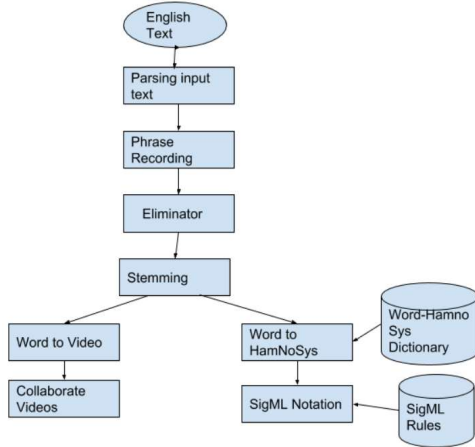 English
Text
Parsing input
text
Phrase
Recording
Eliminator
Stemming
Word to Video
Word to
HamNoSys
Word-Hamno
Sys
Dictionary
Collaborate
Videos
SigML Notation
SigML
Rules